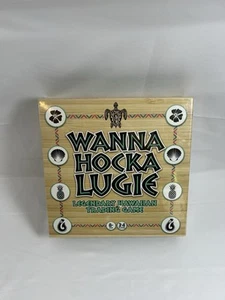 WANNA
HOCKA
LUGIE
LEGENDARY HAWAIIAN
TRADING GAME